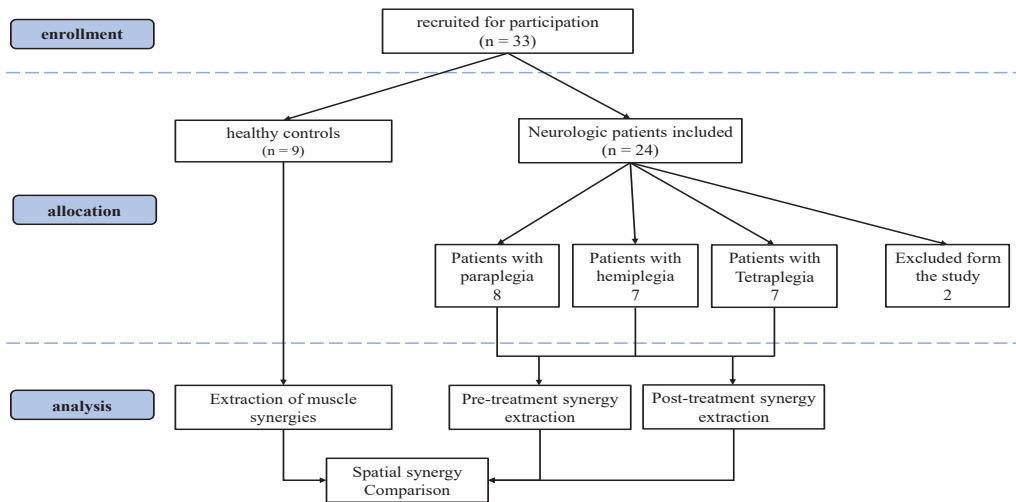 enrollment
recruited for participation
(n = 33)
healthy controls
(n = 9)
Neurologic patients included
(n = 24)
allocation
Patients with
paraplegia
8
Patients with
hemiplegia
7
Patients with
Tetraplegia
7
Excluded form
the study
2
analysis
Extraction of muscle
synergies
Pre-treatment synergy
extraction
Post-treatment synergy
extraction
Spatial synergy
Comparison